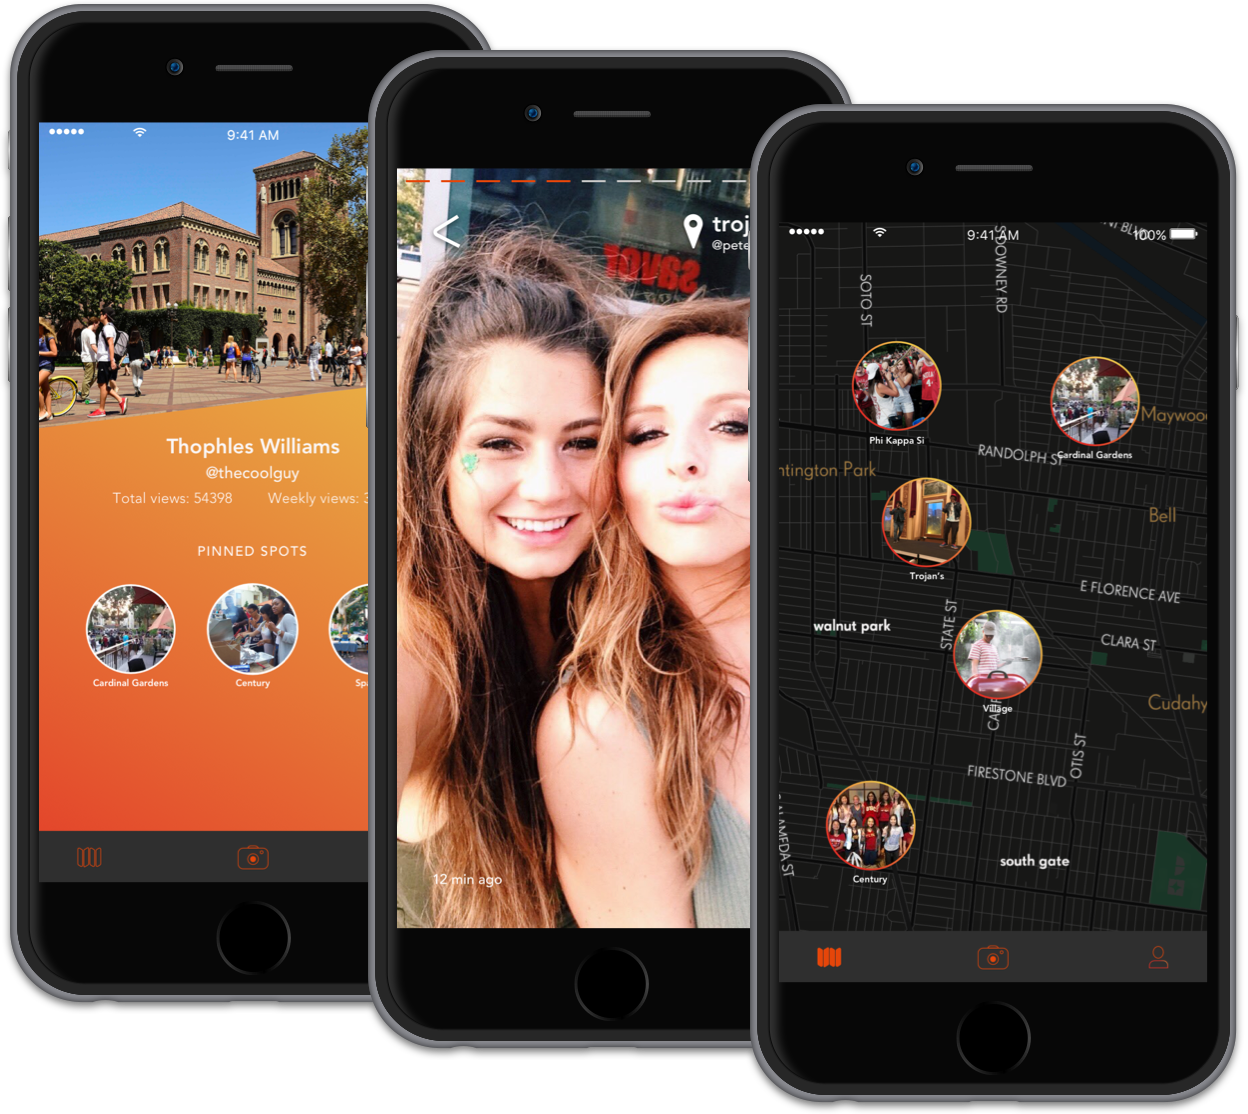 9:41 AM
Thophles Williams
@thecoolguy
Total views: 54398
Weekly views: 3
PINNED SPOTS
Cardinal Gardens
Century
Spa
troj
@pete
savor
12 min ago
9:41 AM
100%
S DOWNEY RD
SOTO ST
Phi Kappa Si
Maywoo
RANDOLPH ST
Cardinal Gardens
ntington Park
Bell
Trojan's
E FLORENCE AVE
STATE ST
walnut park
CLARA ST
Village
Cudahy
OTIS ST
FIRESTONE BLVD
ALAMEDA ST
south gate
Century